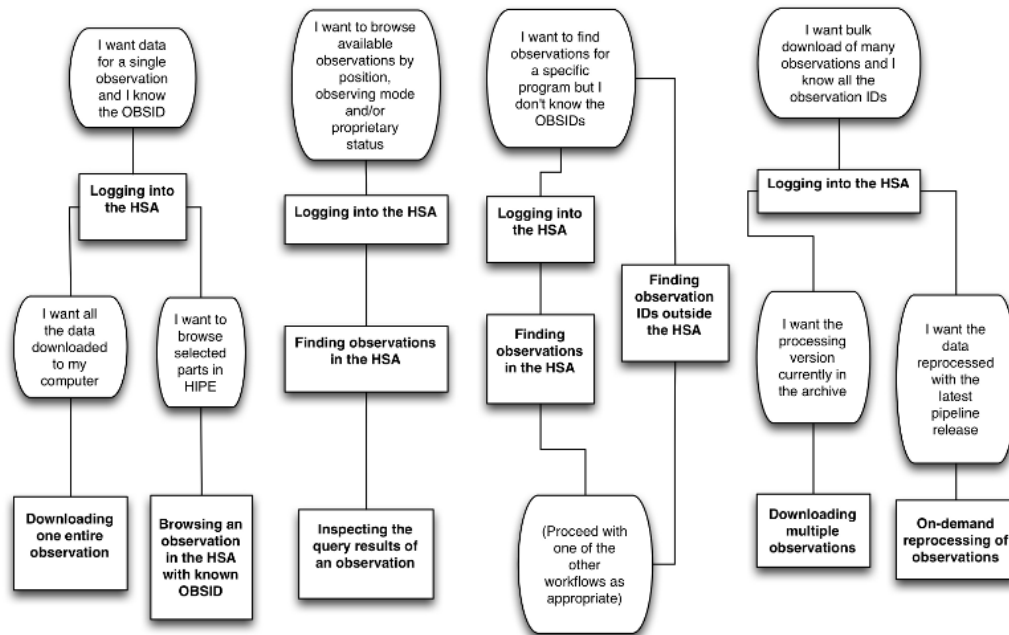 I want data
for a single
observation
and I know
the OBSID
Logging into
the HSA
I want all
the data
downloaded
to my
computer
I want to
browse
selected
parts in
HIPE
Downloading
one entire
observation
Browsing an
observation
in the HSA
with known
OBSID
I want to browse
available
observations by
position,
observing mode
and/or
proprietary
status
Logging into the HSA
Finding observations
in the HSA
Inspecting the
query results of
an observation
I want to find
observations for
a specific
program but I
don't know the
OBSIDs
Logging into
the HSA
Finding
observations
in the HSA
Finding
observation
IDs outside
the HSA
(Proceed with
one of the
other
workflows as
appropriate)
I want bulk
download of many
observations and I
know all the
observation IDs
Logging into the HSA
I want the
processing
version
currently in
the archive
I want the
data
reprocessed
with the
latest
pipeline
release
Downloading
multiple
observations
On-demand
reprocessing of
observations